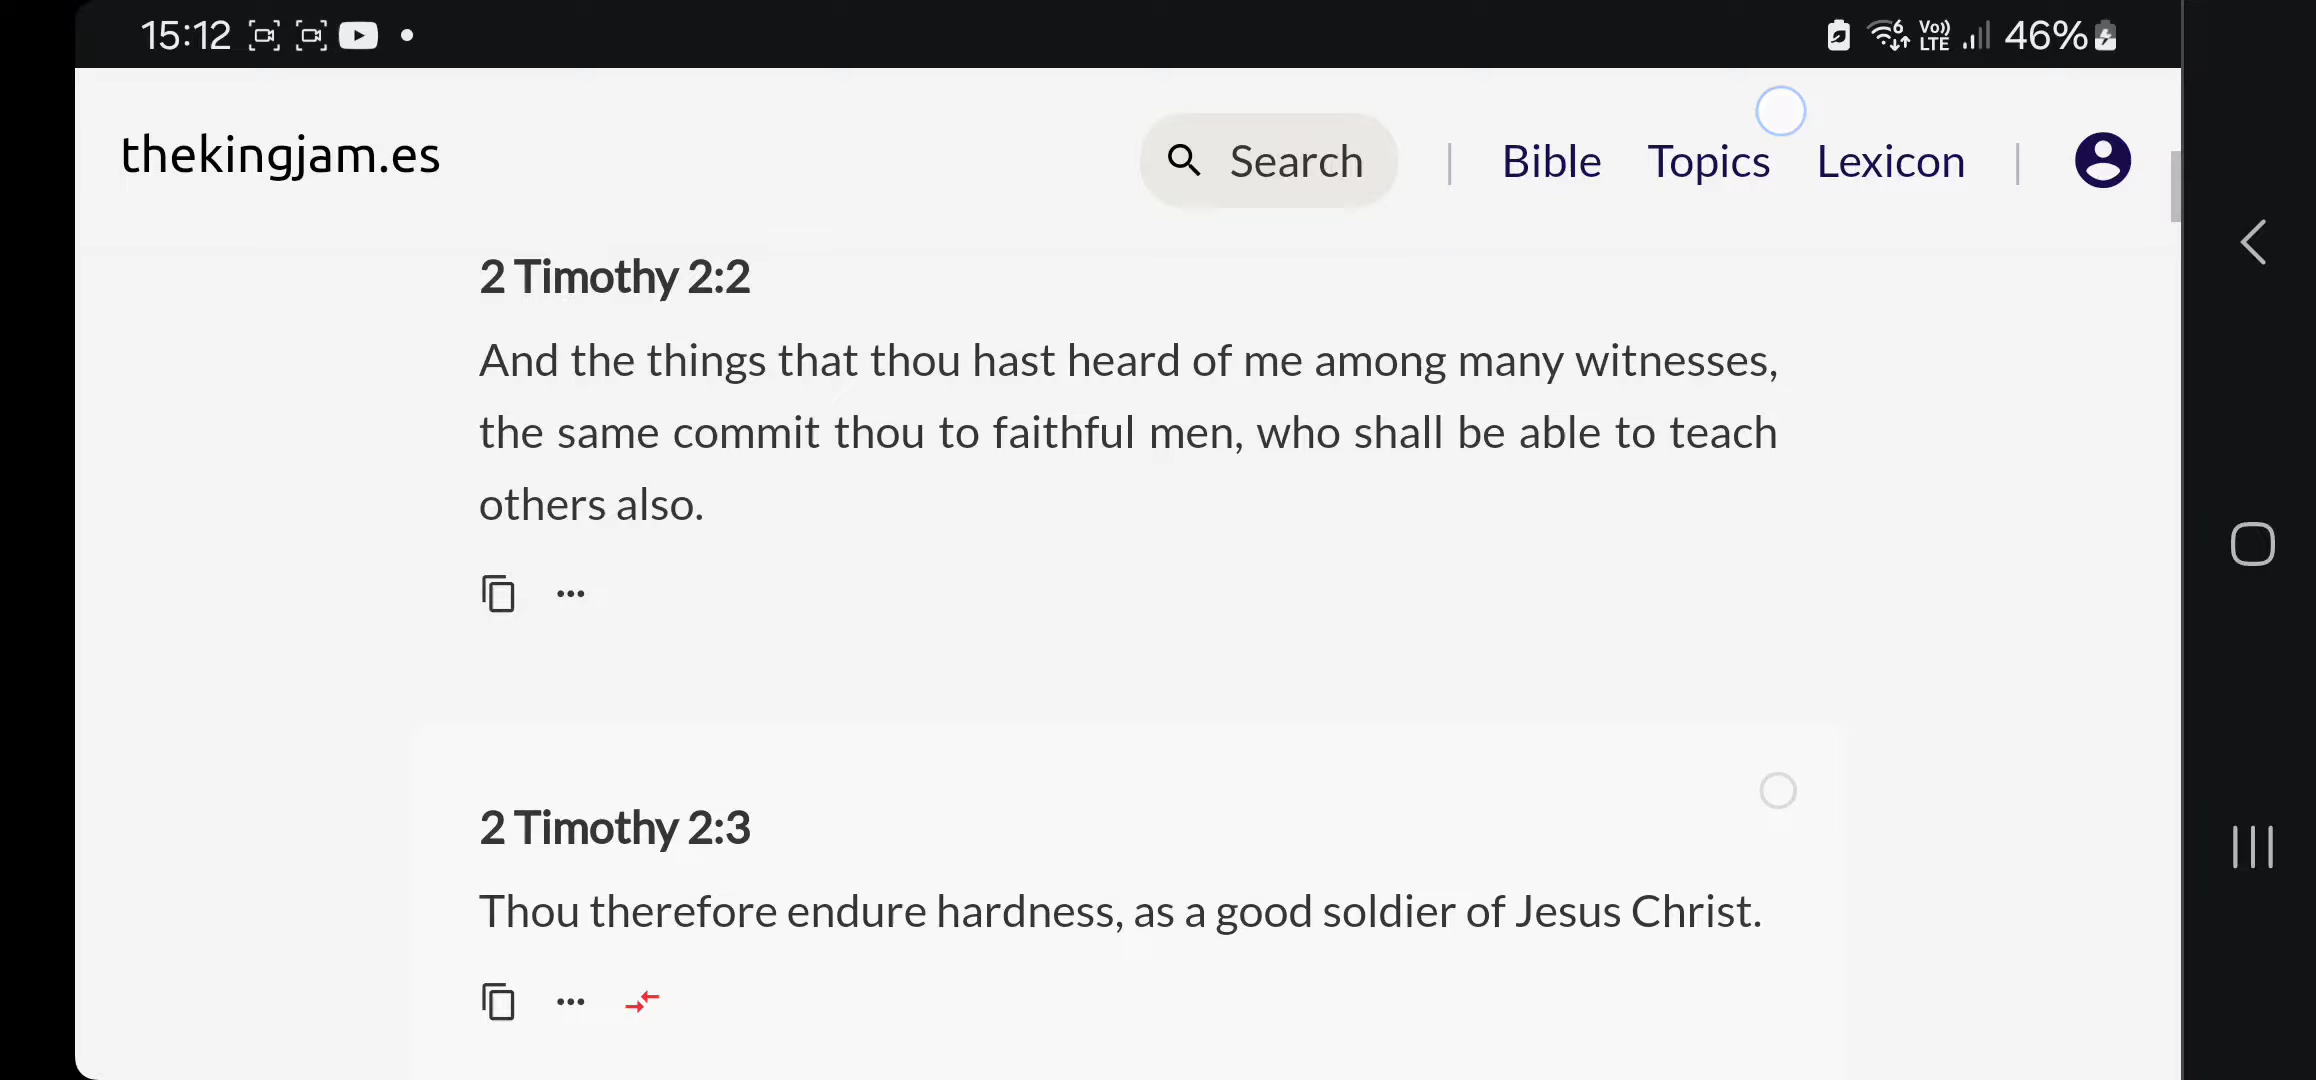 15:12
Vo)) LTE
46%
thekingjam.es
Search | Bible Topics Lexicon |
2 Timothy 2:2
And the things that thou hast heard of me among many witnesses,
the same commit thou to faithful men, who shall be able to teach
others also.
2 Timothy 2:3
Thou therefore endure hardness, as a good soldier of Jesus Christ.